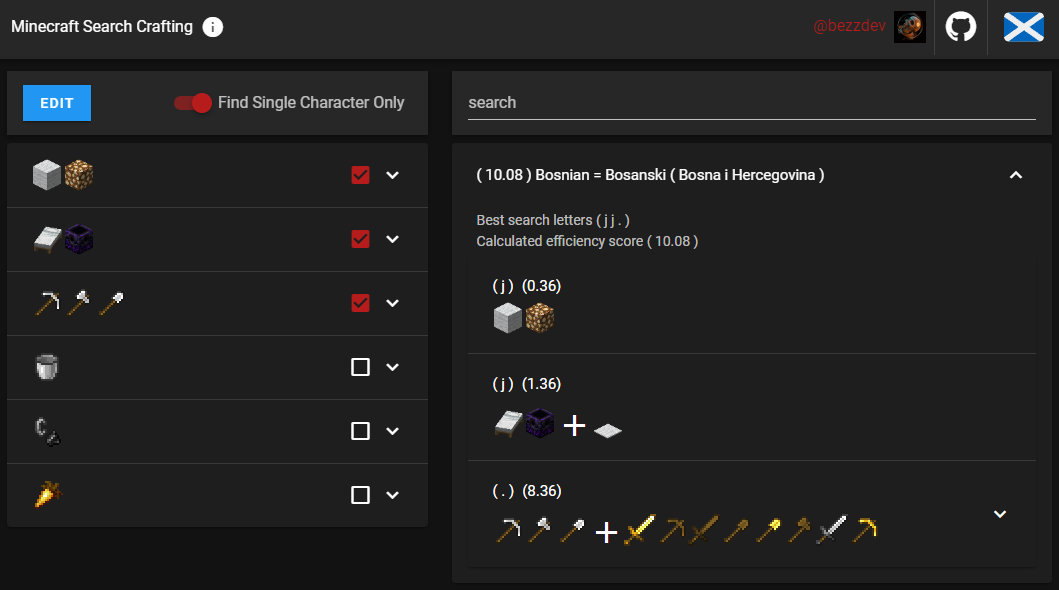 Minecraft Search Crafting
@bezzdev
EDIT
Find Single Character Only
search
( 10.08 ) Bosnian = Bosanski ( Bosna i Hercegovina )
Best search letters ( j j . )
Calculated efficiency score ( 10.08 )
( j ) (0.36)
( j ) (1.36)
( . ) (8.36)